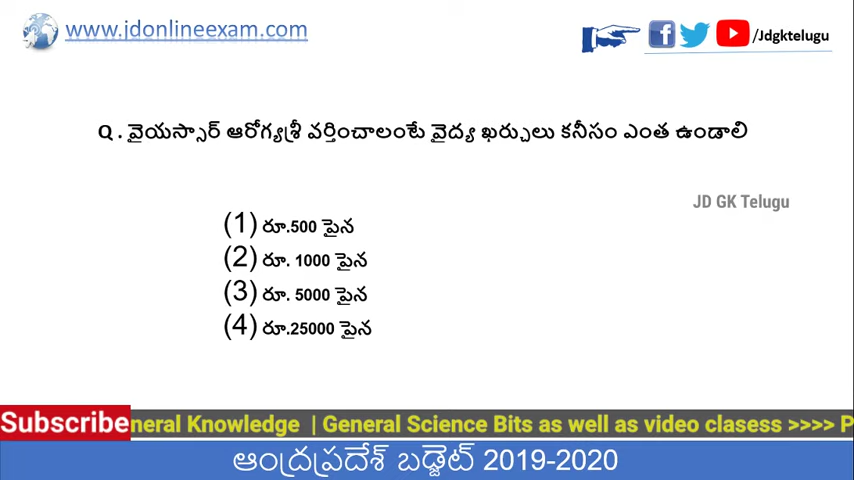 www.jdonlineexam.com
/Jdgktelugu
Q . వైయస్సార్ ఆరోగ్యశ్రీ వర్తించాలంటే వైద్య ఖర్చులు కనీసం ఎంత ఉండాలి
JD GK Telugu
(1) రూ.500 పైన
(2) రూ. 1000 పైన
(3) రూ. 5000 పైన
(4) రూ.25000 పైన
Subscribe neral Knowledge | General Science Bits as well as video clasess >>>> P
ఆంధ్రప్రదేశ్ బడ్జెట్ 2019-2020